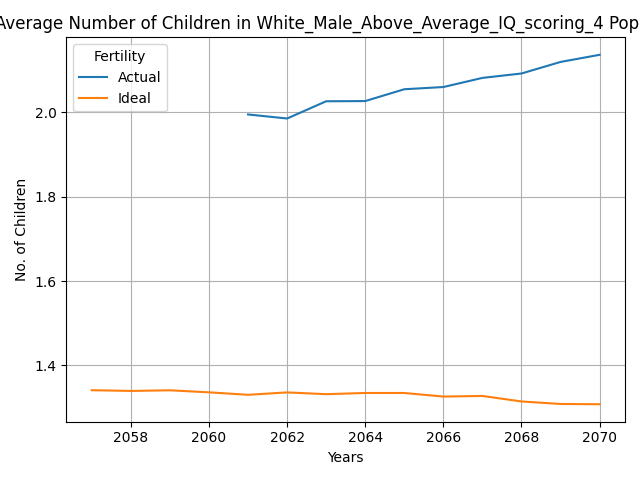 Average Number of Children in White_Male_Above_Average_IQ_scoring_4 Pop
Fertility
Actual
Ideal
No. of Children
2.0
1.8
1.6
1.4
2058 2060 2062 2064 2066 2068 2070
Years